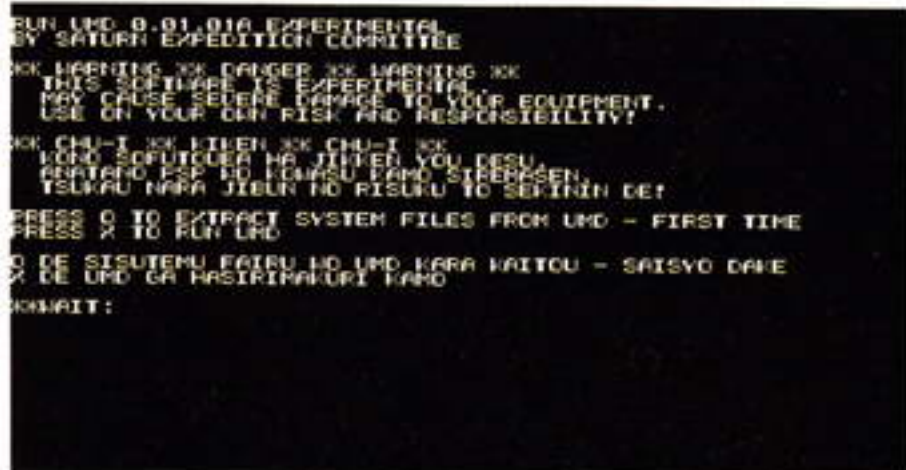 RUN UMD 0.01.01A EXPERIMENTAL
BY SATURN EXPEDITION COMMITTEE
** WARNING ** DANGER ** WARNING **
THIS SOFTWARE IS EXPERIMENTAL.
MAY CAUSE SEVERE DAMAGE TO YOUR EQUIPMENT.
USE ON YOUR OWN RISK AND RESPONSIBILITY!
** CHU-I ** KIKEN ** CHU-I **
KONO SOFUTOUEA HA JIKKEN YOU DESU.
ANATANO PSP WO KOWASU KAMO SIREMASEN.
TSUKAU NARA JIBUN NO RISUKU TO SEKININ DE!
PRESS O TO EXTRACT SYSTEM FILES FROM UMD - FIRST TIME
PRESS X TO RUN UMD
O DE SISUTEMU FAIRU WO UMD KARA KAITOU - SAISYO DAKE
X DE UMD GA HASIRIMAKURI KAMO
**WAIT: